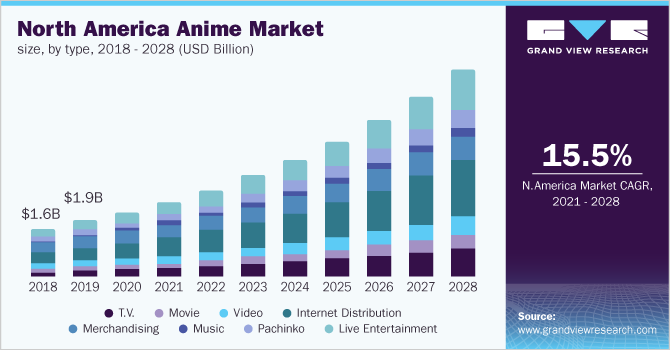 North America Anime Market
size, by type, 2018 - 2028 (USD Billion)
$1.6B
$1.9B
2018 2019 2020 2021 2022 2023 2024 2025 2026 2027 2028
T.V. Movie Video Internet Distribution
Merchandising Music Pachinko Live Entertainment
GRAND VIEW RESEARCH
15.5%
N.America Market CAGR,
2021 - 2028
Source:
www.grandviewresearch.com